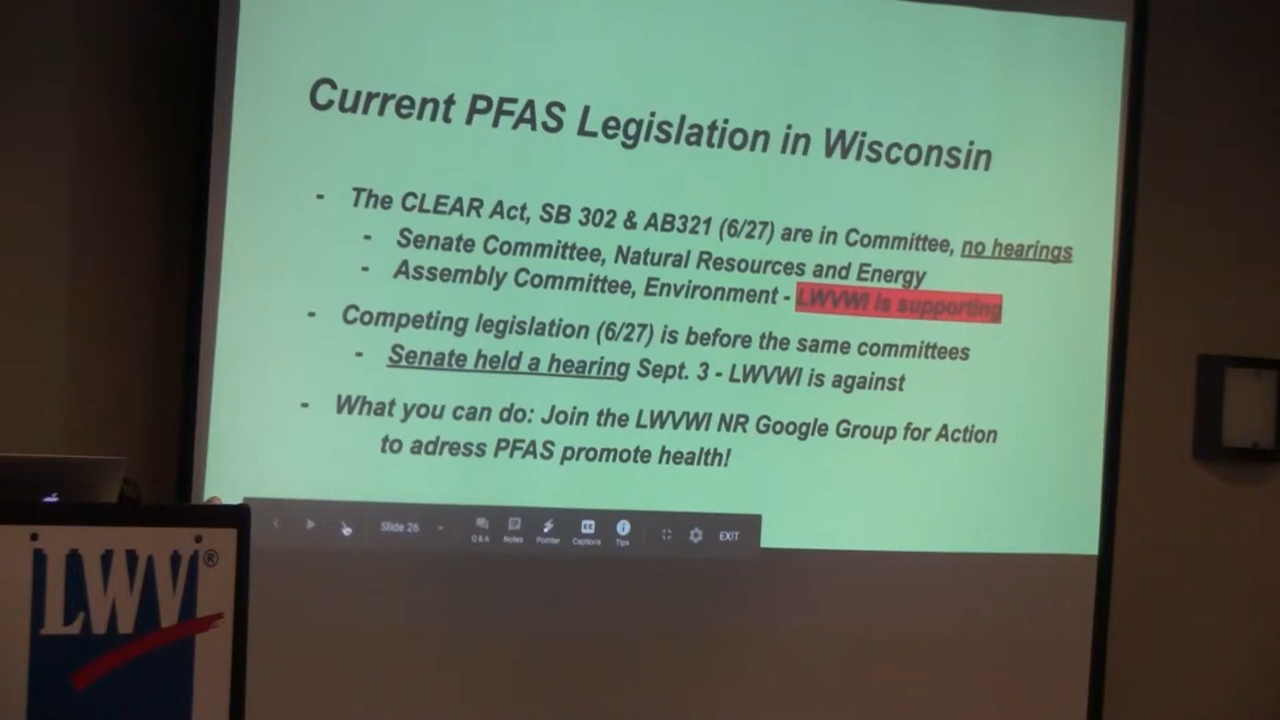 Current PFAS Legislation in Wisconsin
- The CLEAR Act, SB 302 & AB321 (6/27) are in Committee, no hearings
- Senate Committee, Natural Resources and Energy
- Assembly Committee, Environment - LWVWI is supporting
- Competing legislation (6/27) is before the same committees
- Senate held a hearing Sept. 3 - LWVWI is against
- What you can do: Join the LWVWI NR Google Group for Action
to adress PFAS promote health!
Slide 26
Q&A Notes Pointer CC Captions Tips EXIT
LWV®